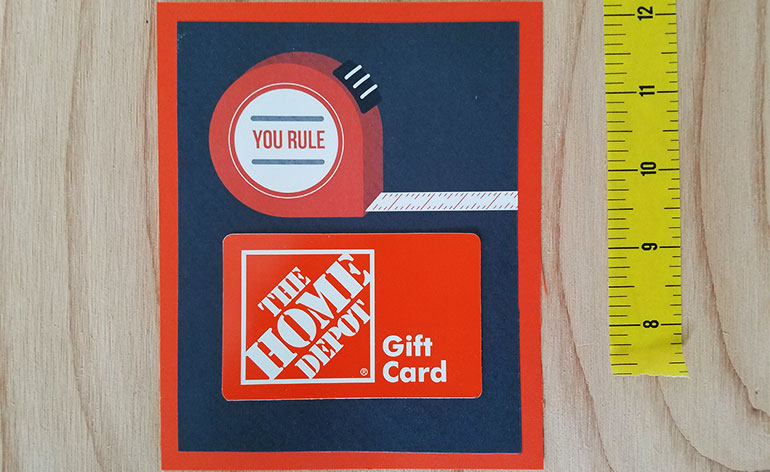 YOU RULE
THE
HOME
DEPOT
®
Gift
Card
12
11
10
9
8